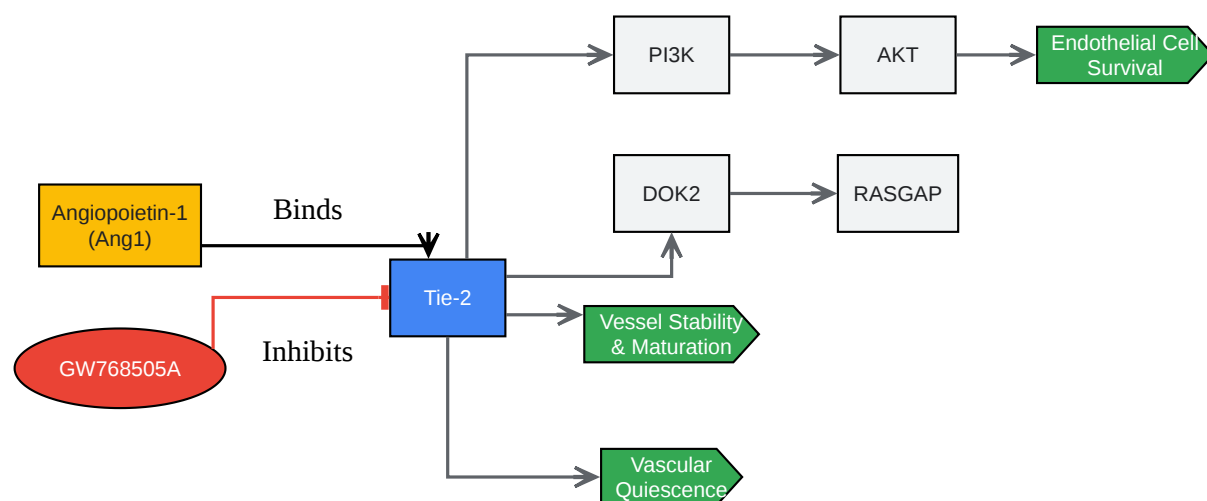 PI3K
AKT
Endothelial Cell
Survival
DOK2
RASGAP
Angiopoietin-1
(Ang1)
Binds
Tie-2
Vessel Stability
& Maturation
GW768505A
Inhibits
Vascular
Quiescence